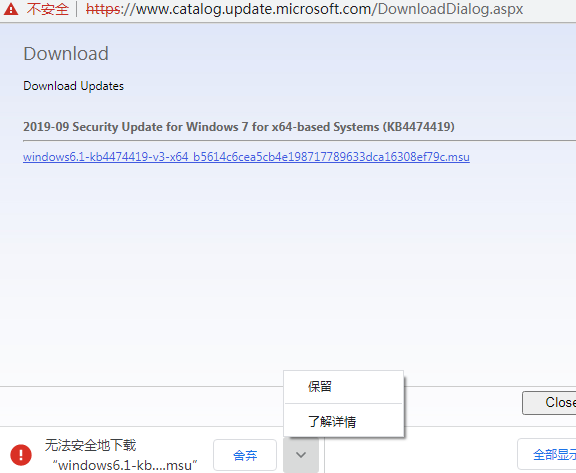 不安全 | https://www.catalog.update.microsoft.com/DownloadDialog.aspx
Download
Download Updates
2019-09 Security Update for Windows 7 for x64-based Systems (KB4474419)
windows6.1-kb4474419-v3-x64_b5614c6cea5cb4e198717789633dca16308ef79c.msu
保留
Close
了解详情
无法安全地下载
“windows6.1-kb....msu”
舍弃
全部显示